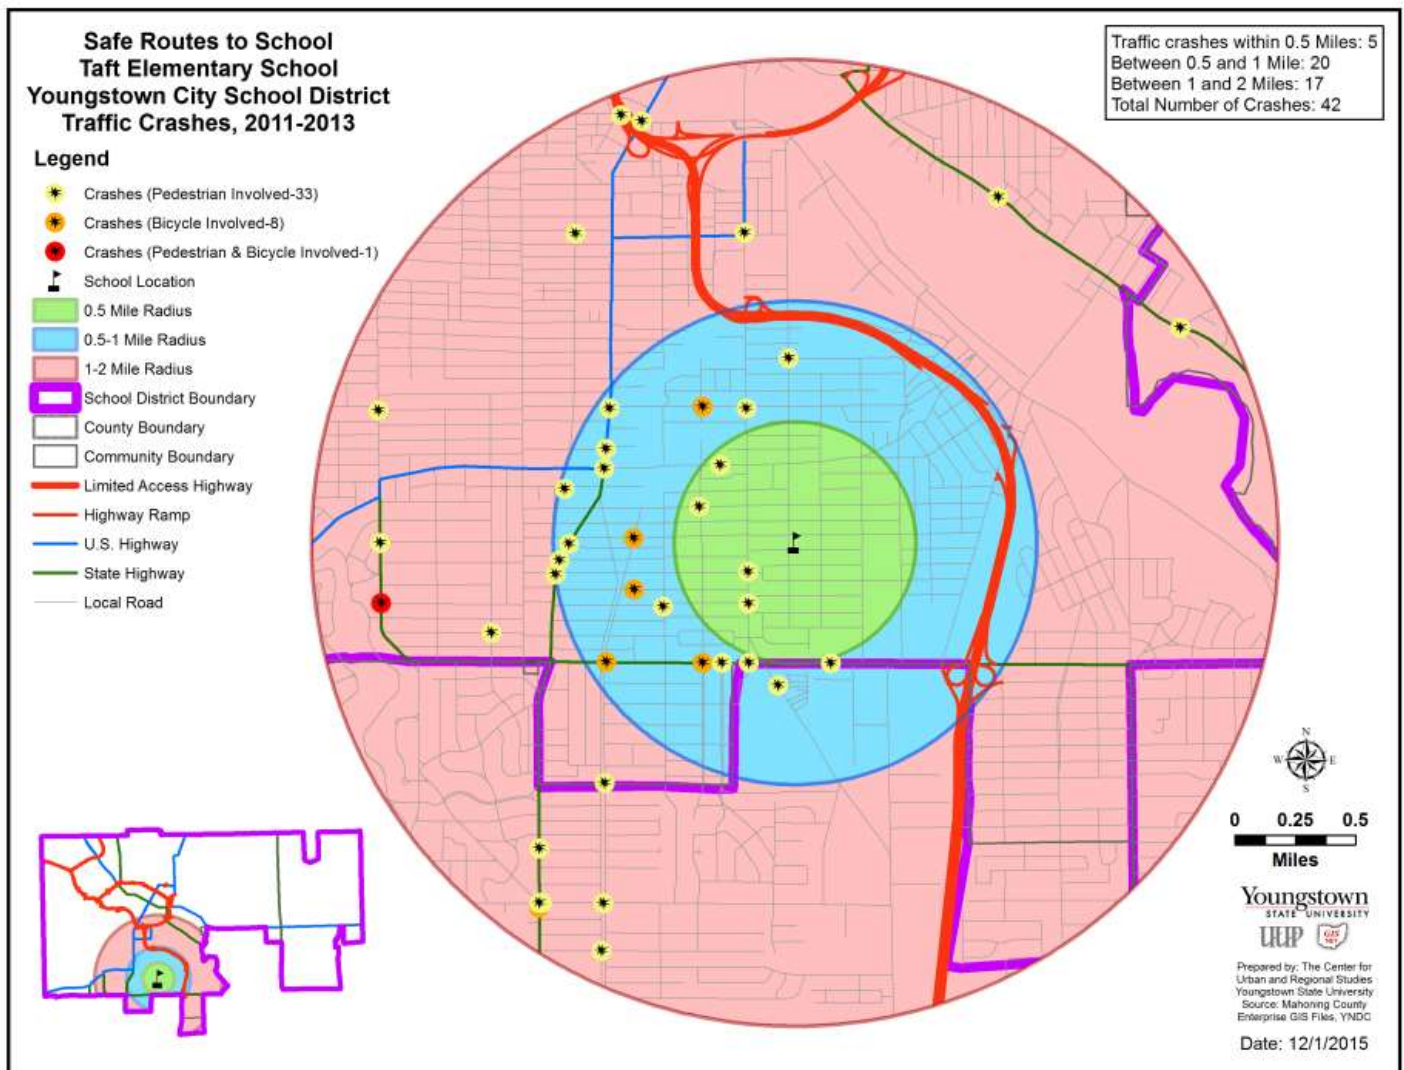 Safe Routes to School
Taft Elementary School
Youngstown City School District
Traffic Crashes, 2011-2013
Legend
Crashes (Pedestrian Involved-33)
Crashes (Bicycle Involved-8)
Crashes (Pedestrian & Bicycle Involved-1)
School Location
0.5 Mile Radius
0.5-1 Mile Radius
1-2 Mile Radius
School District Boundary
County Boundary
Community Boundary
Limited Access Highway
Highway Ramp
U.S. Highway
State Highway
Local Road
Traffic crashes within 0.5 Miles: 5
Between 0.5 and 1 Mile: 20
Between 1 and 2 Miles: 17
Total Number of Crashes: 42
N
W E
S
0 0.25 0.5
Miles
Youngstown
STATE UNIVERSITY
Prepared by: The Center for
Urban and Regional Studies
Youngstown State University
Source: Mahoning County
Enterprise GIS Files, YNDC
Date: 12/1/2015